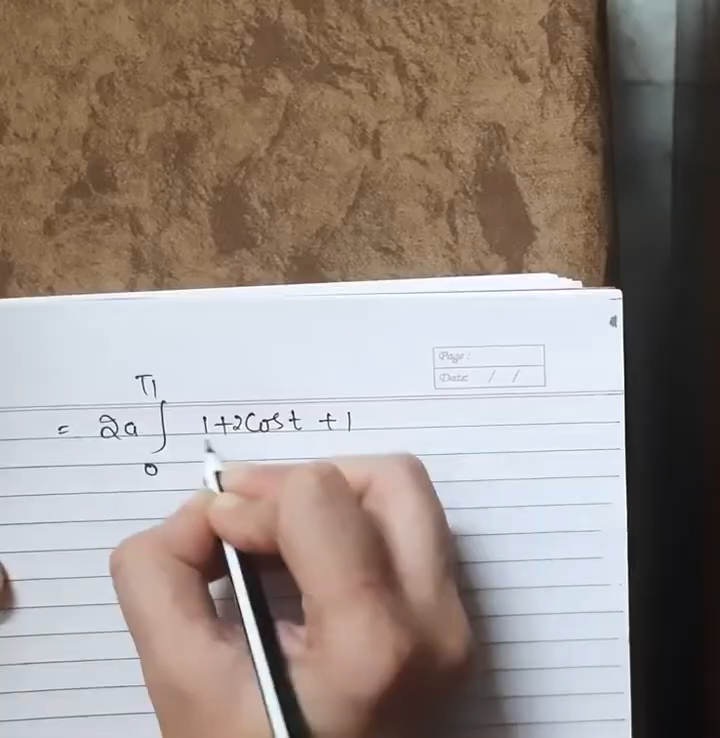 Page :
Date: / /
π
= 2a ∫ 1+2Cost +1
0